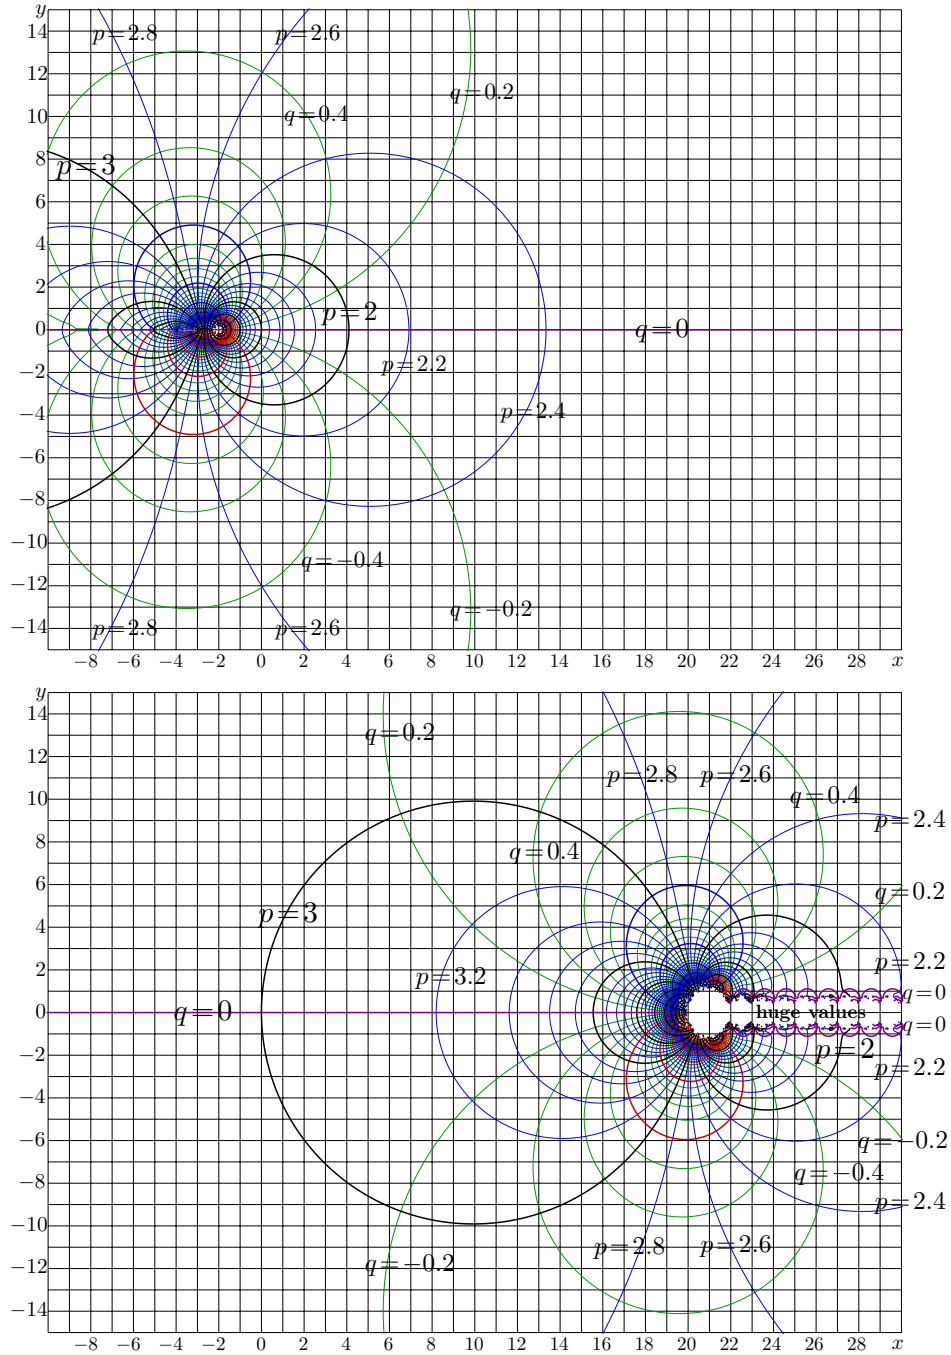 y
14
p=2.8
p=2.6
12
q=0.2
10
q=0.4
8
p=3
6
4
2
p=2
0
q=0
−2
p=2.2
−4
p=2.4
−6
−8
−10
q=−0.4
−12
q=−0.2
−14
p=2.8
p=2.6
−8 −6 −4 −2 0 2 4 6 8 10 12 14 16 18 20 22 24 26 28 x
y
14
q=0.2
12
p=2.8
p=2.6
10
q=0.4
p=2.4
8
q=0.4
6
q=0.2
p=3
4
2
p=3.2
p=2.2
q=0
0
q=0
huge values
q=0
−2
p=2
p=2.2
−4
−6
q=−0.2
−8
q=−0.4
p=2.4
−10
p=2.8
p=2.6
−12
q=−0.2
−14
−8 −6 −4 −2 0 2 4 6 8 10 12 14 16 18 20 22 24 26 28 x